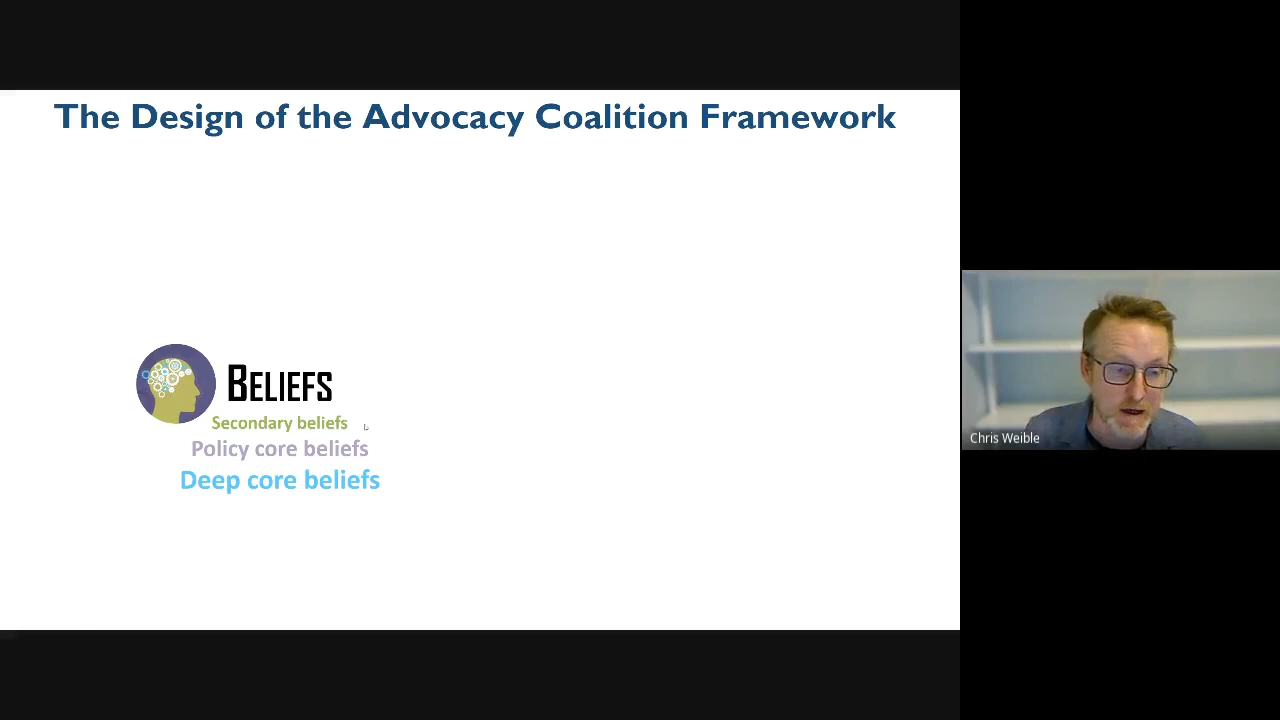 The Design of the Advocacy Coalition Framework
Beliefs
Secondary beliefs
Policy core beliefs
Deep core beliefs
Chris Weible